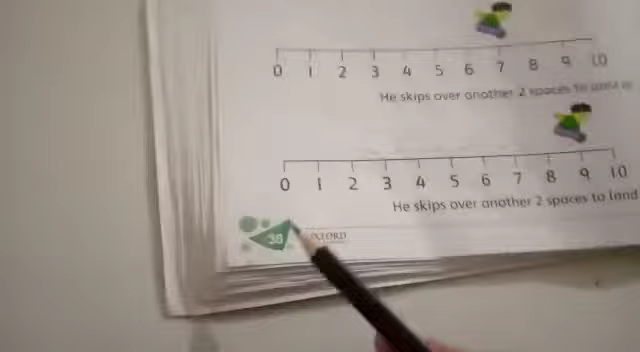 0 1 2 3 4 5 6 7 8 9 10
He skips over another 2 spaces to land
0 1 2 3 4 5 6 7 8 9 10
He skips over another 2 spaces to land
38 OXFORD